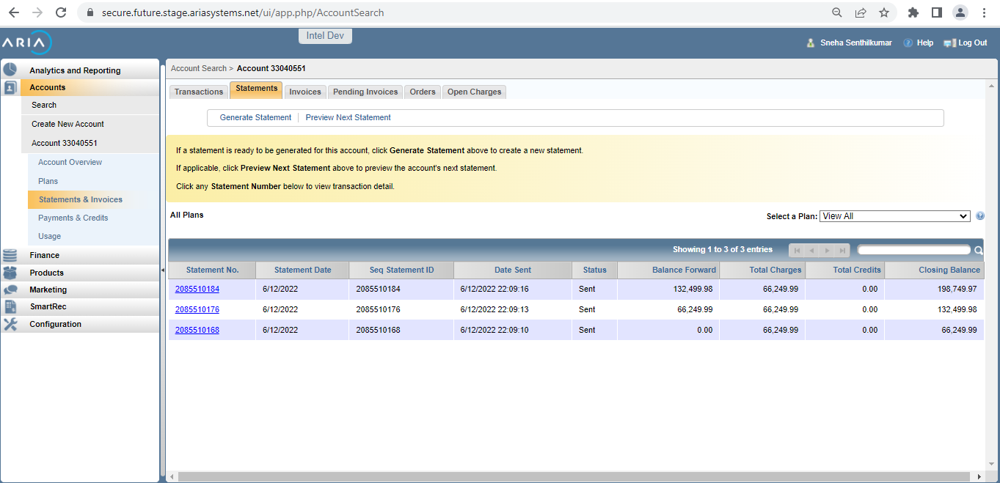 secure.future.stage.ariasystems.net/ui/app.php/AccountSearch
ARIA
Intel Dev
Sneha Senthilkumar
Help
Log Out
Analytics and Reporting
Accounts
Search
Create New Account
Account 33040551
Account Overview
Plans
Statements & Invoices
Payments & Credits
Usage
Finance
Products
Marketing
SmartRec
Configuration
Account Search > Account 33040551
Transactions Statements Invoices Pending Invoices Orders Open Charges
Generate Statement Preview Next Statement
If a statement is ready to be generated for this account, click Generate Statement above to create a new statement.
If applicable, click Preview Next Statement above to preview the account's next statement.
Click any Statement Number below to view transaction detail.
All Plans
Select a Plan: View All
Showing 1 to 3 of 3 entries
Statement No. Statement Date Seq Statement ID Date Sent Status Balance Forward Total Charges Total Credits Closing Balance
2085510184 6/12/2022 2085510184 6/12/2022 22:09:16 Sent 132,499.98 66,249.99 0.00 198,749.97
2085510176 6/12/2022 2085510176 6/12/2022 22:09:13 Sent 66,249.99 66,249.99 0.00 132,499.98
2085510168 6/12/2022 2085510168 6/12/2022 22:09:10 Sent 0.00 66,249.99 0.00 66,249.99